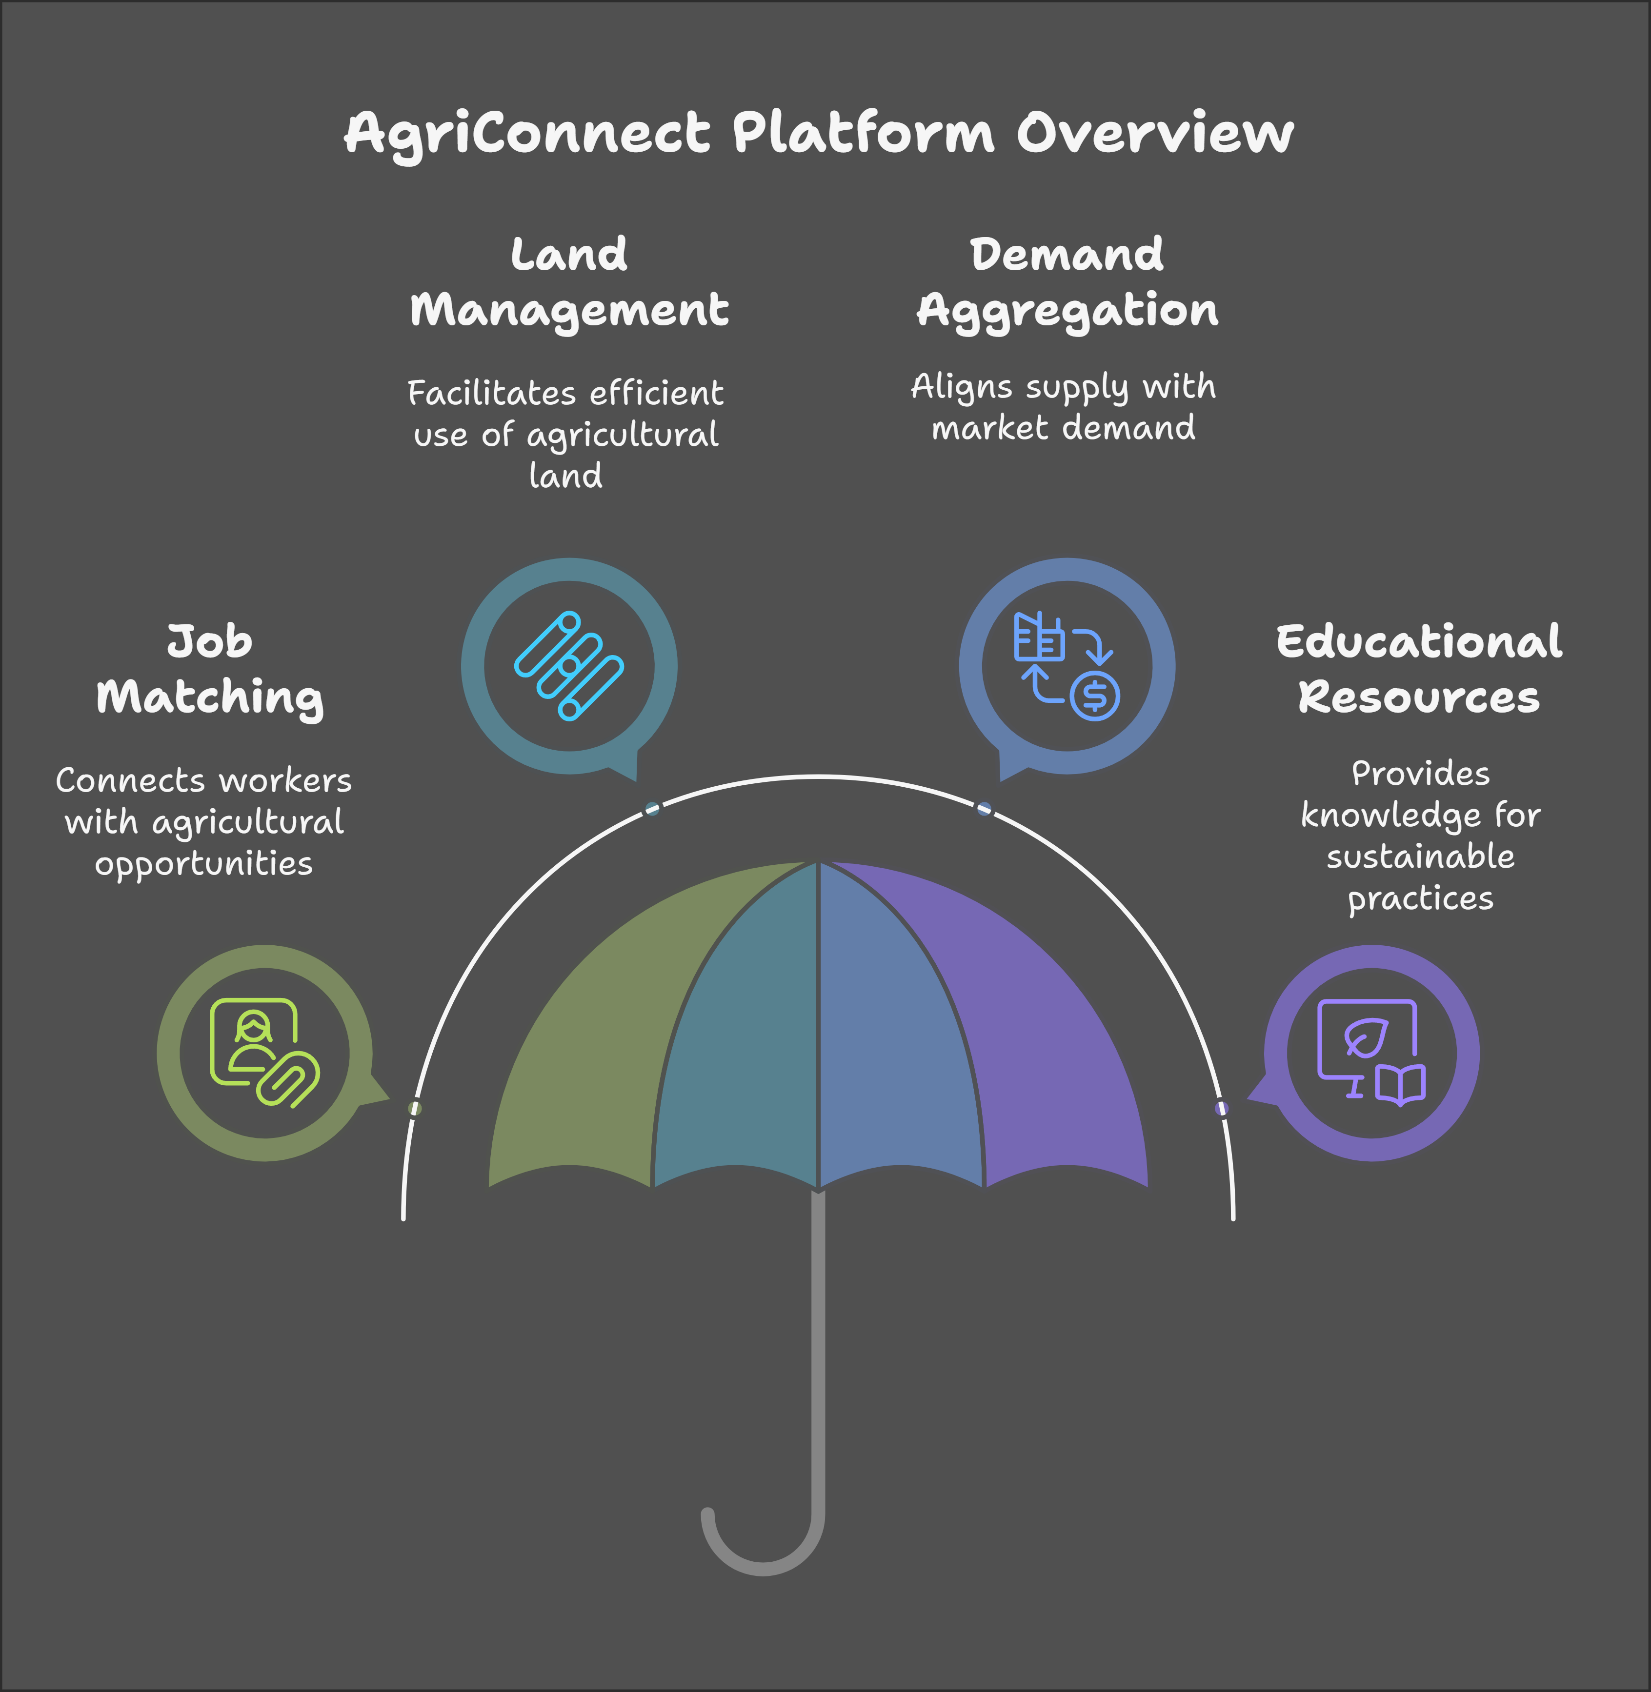 AgriConnect Platform Overview
Land
Management
Facilitates efficient
use of agricultural
land
Demand
Aggregation
Aligns supply with
market demand
Job
Matching
Connects workers
with agricultural
opportunities
Educational
Resources
Provides
knowledge for
sustainable
practices
$